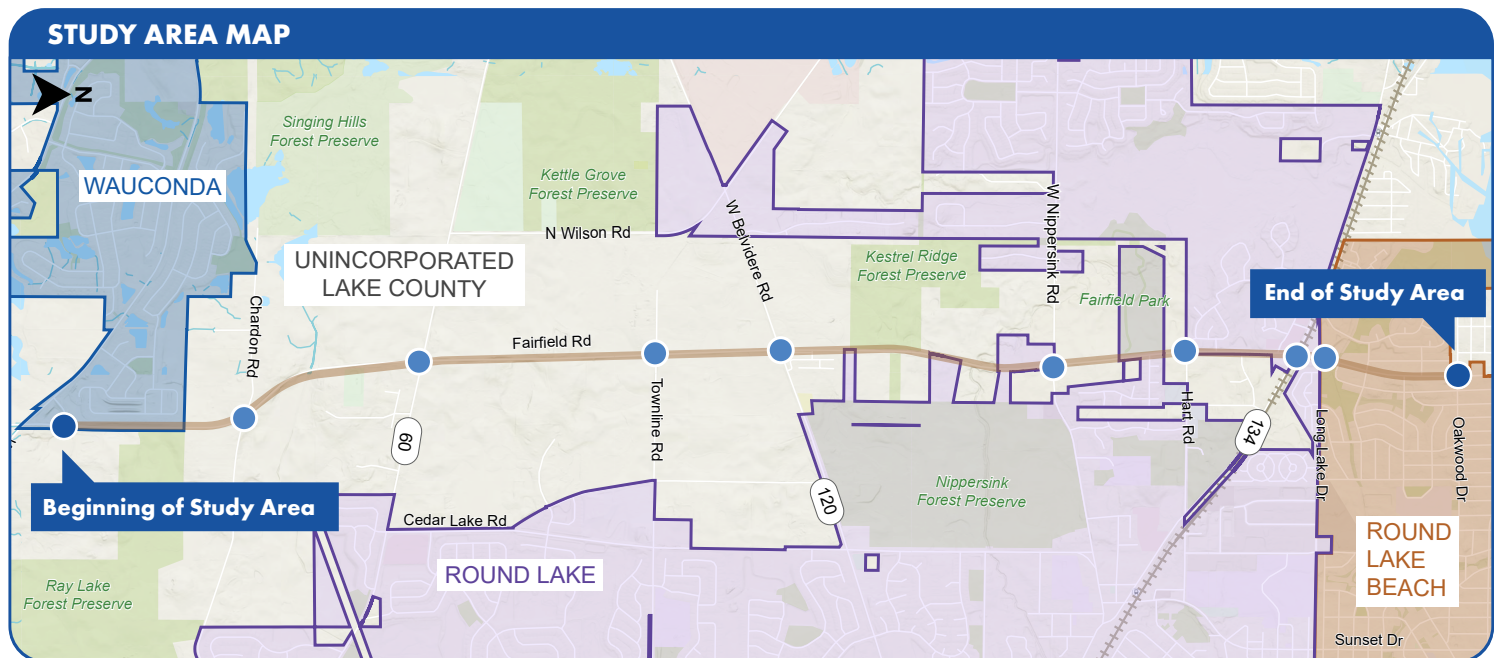 STUDY AREA MAP
N
Singing Hills
Forest Preserve
WAUCONDA
Kettle Grove
Forest Preserve
N Wilson Rd
W Belvidere Rd
W Nippersink Rd
UNINCORPORATED
LAKE COUNTY
Kestrel Ridge
Forest Preserve
Fairfield Park
End of Study Area
Chardon Rd
Fairfield Rd
Townline Rd
60
Hart Rd
134
Long Lake Dr
Oakwood Dr
Beginning of Study Area
Cedar Lake Rd
120
Nippersink
Forest Preserve
ROUND LAKE
ROUND
LAKE
BEACH
Ray Lake
Forest Preserve
Sunset Dr